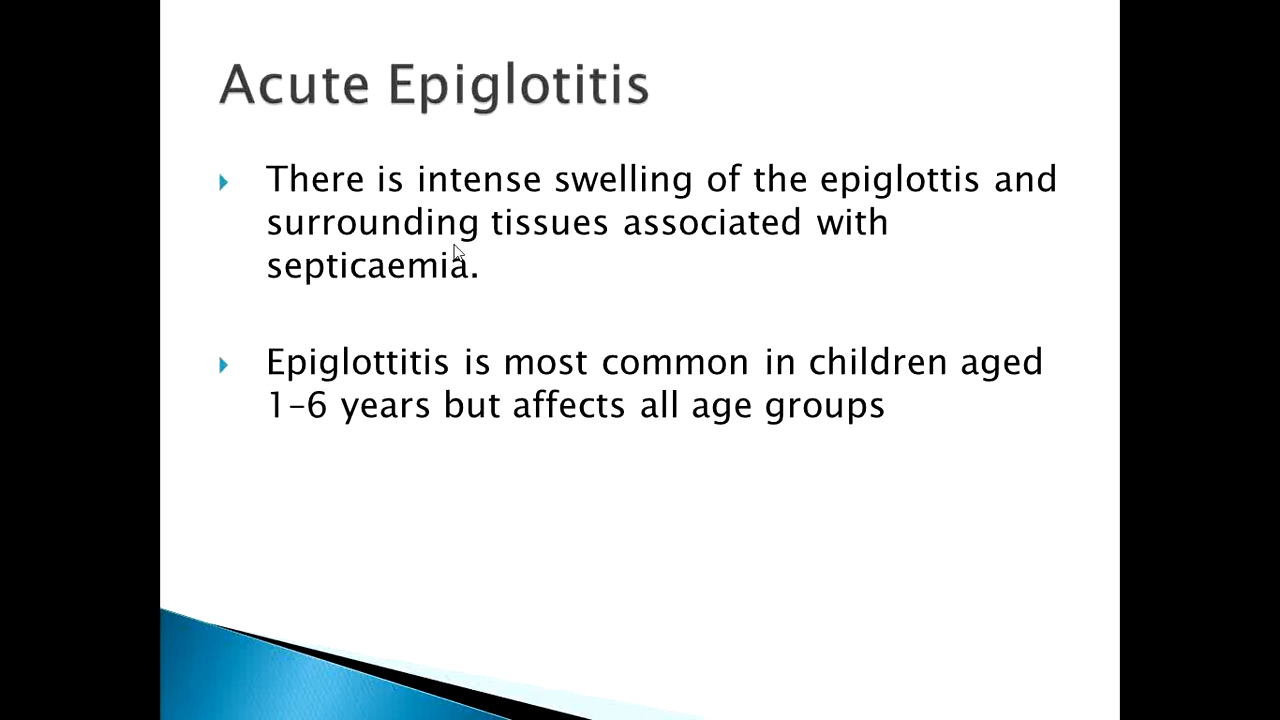 Acute Epiglotitis
There is intense swelling of the epiglottis and
surrounding tissues associated with
septicaemia.
Epiglottitis is most common in children aged
1–6 years but affects all age groups